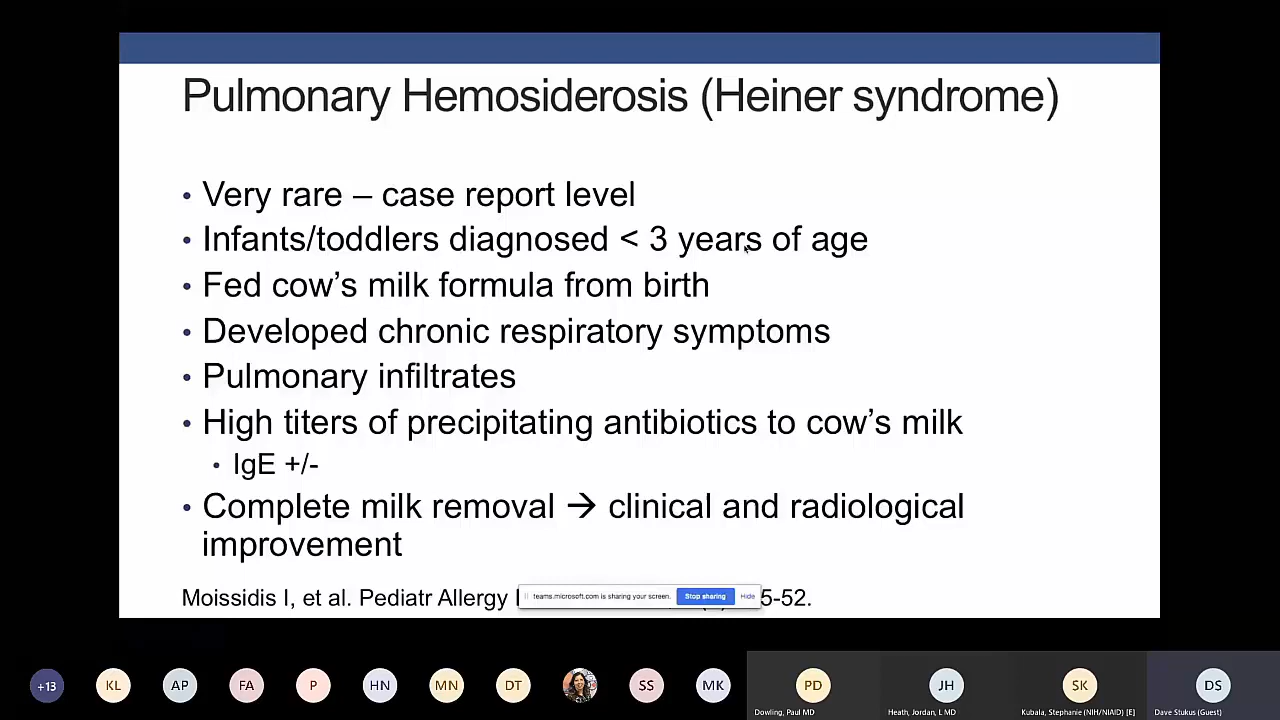 Pulmonary Hemosiderosis (Heiner syndrome)
• Very rare – case report level
• Infants/toddlers diagnosed < 3 years of age
• Fed cow’s milk formula from birth
• Developed chronic respiratory symptoms
• Pulmonary infiltrates
• High titers of precipitating antibiotics to cow’s milk
• IgE +/-
• Complete milk removal → clinical and radiological
improvement
Moissidis I, et al. Pediatr Allergy 5-52.
teams.microsoft.com is sharing your screen. Stop sharing Hide
+13 KL AP FA P HN MN DT SS MK PD JH SK DS
Dowling, Paul MD Heath, Jordan, L MD Kubala, Stephanie (NIH/NIAID) [E] Dave Stukus (Guest)